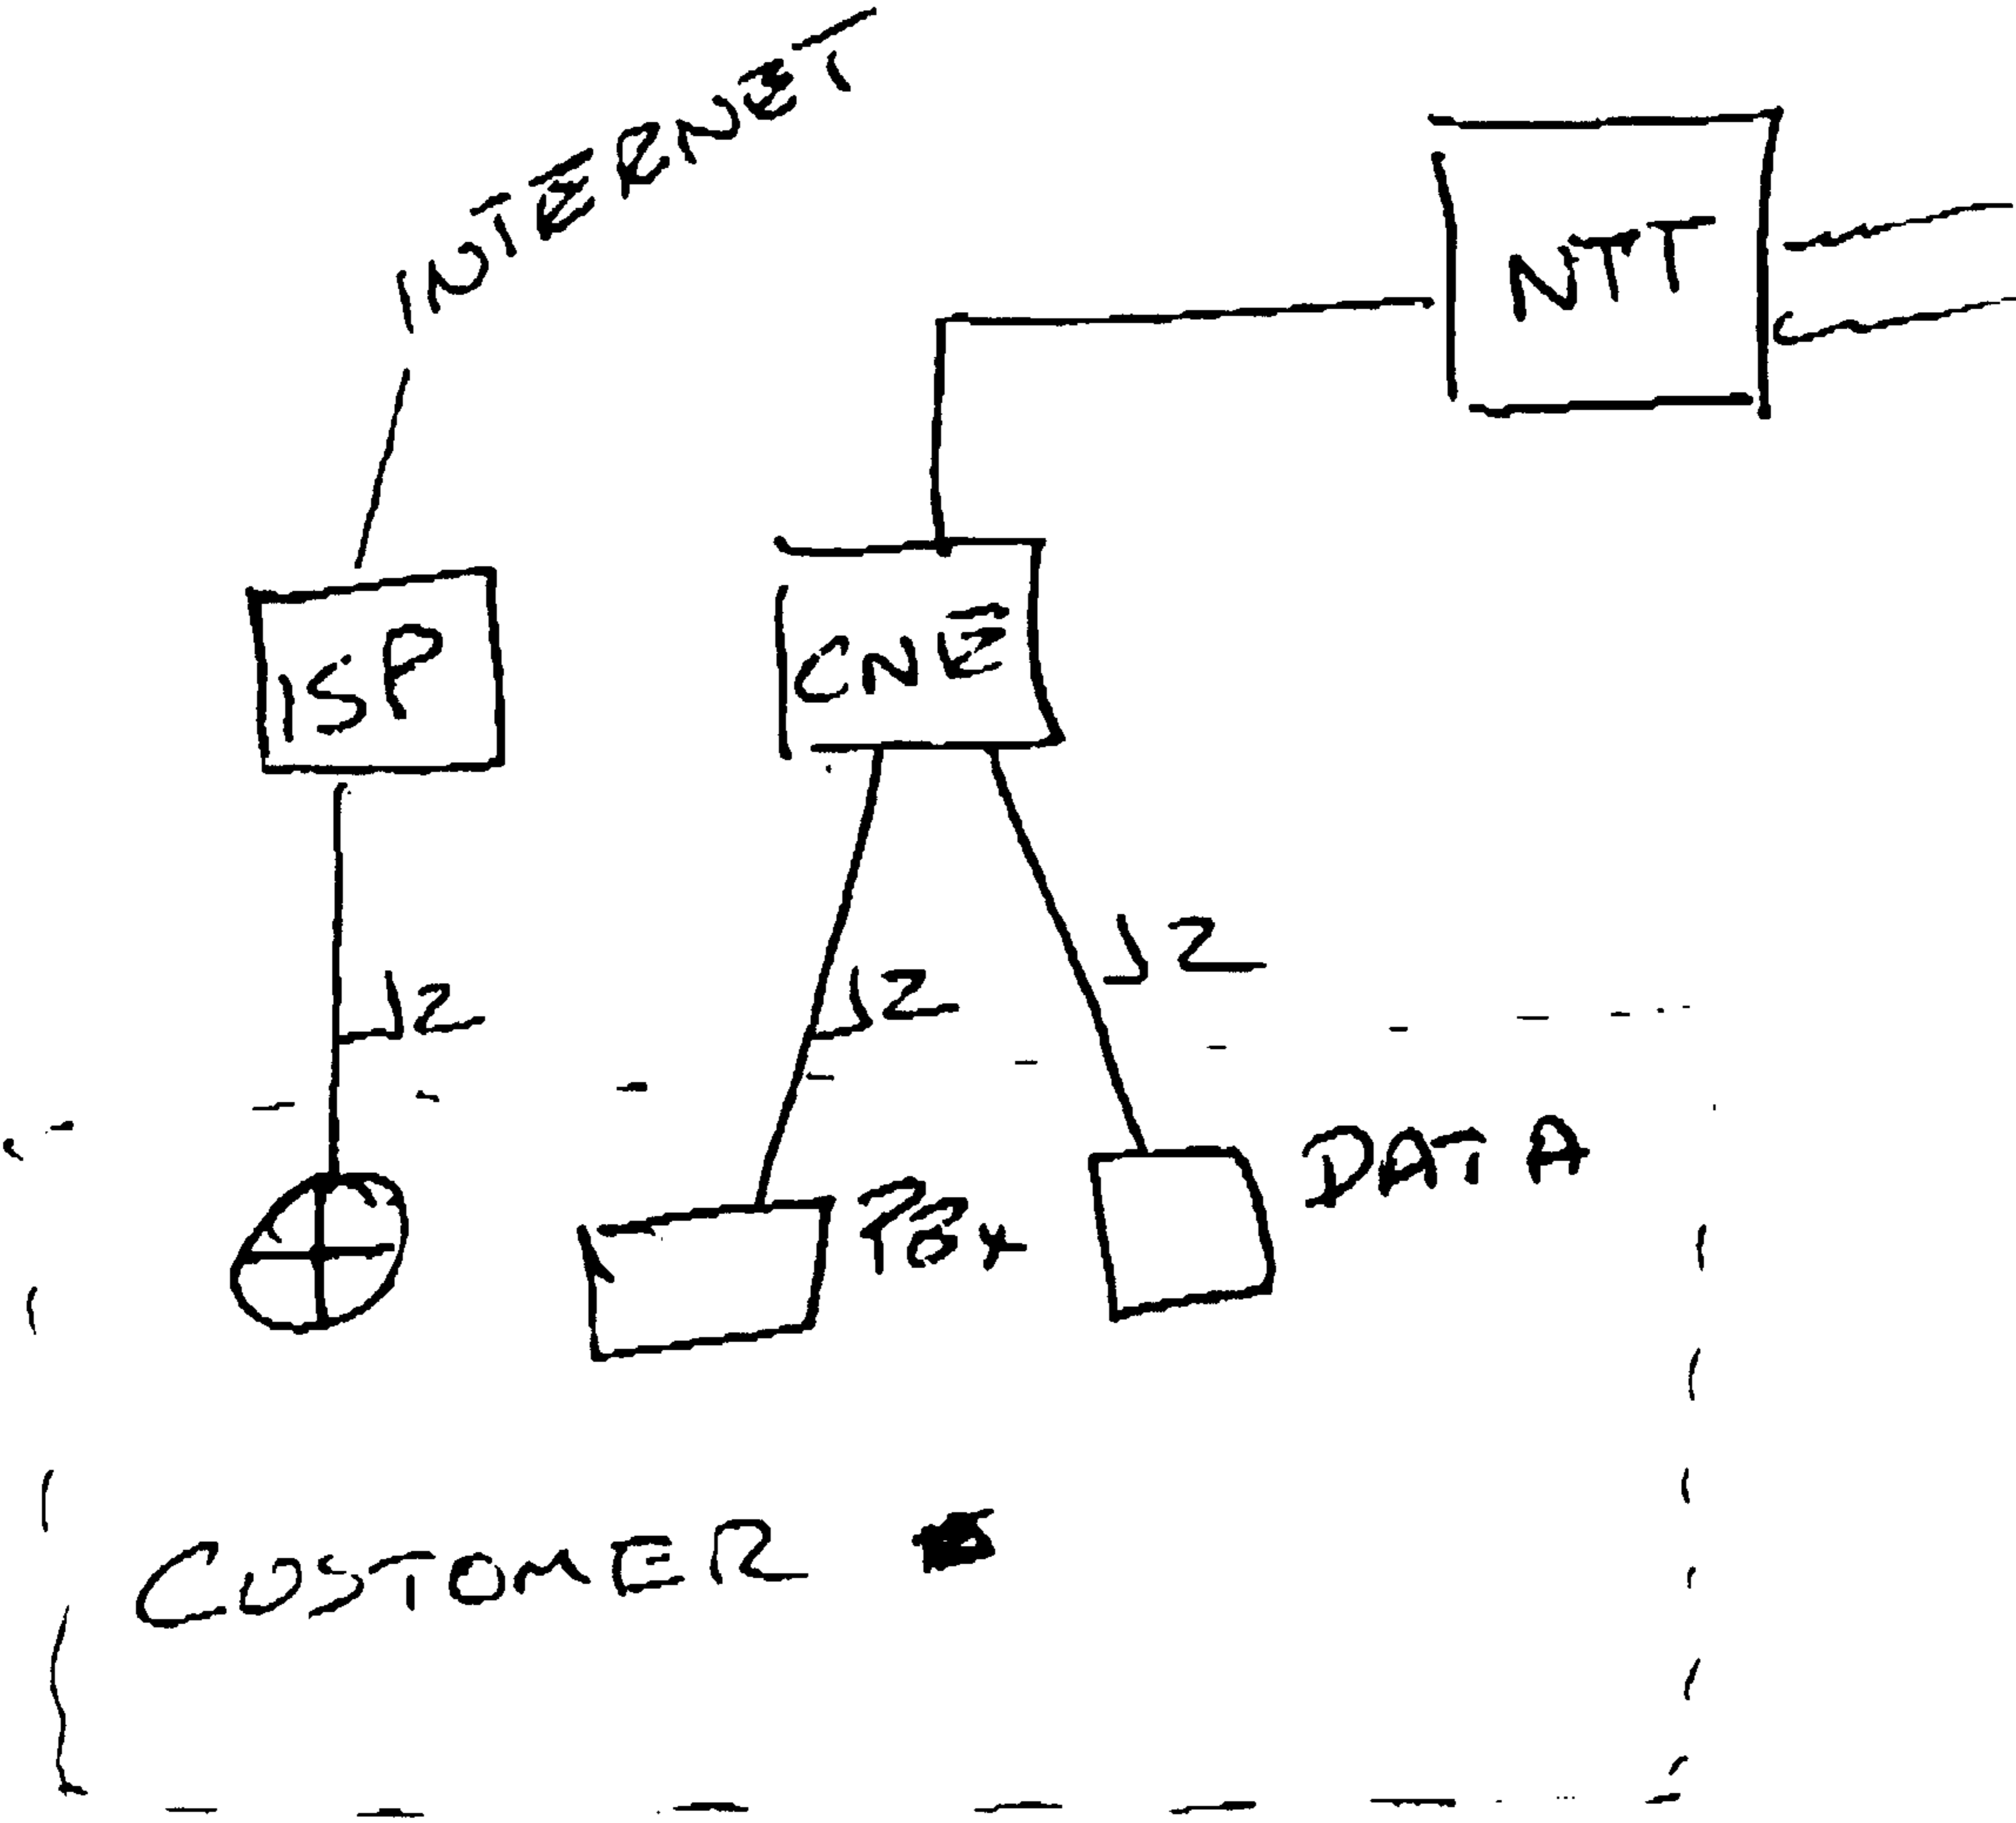 INTERNET
NTT
ISP
CNE
J2
J2
J2
PBX
DATA
CUSTOMER